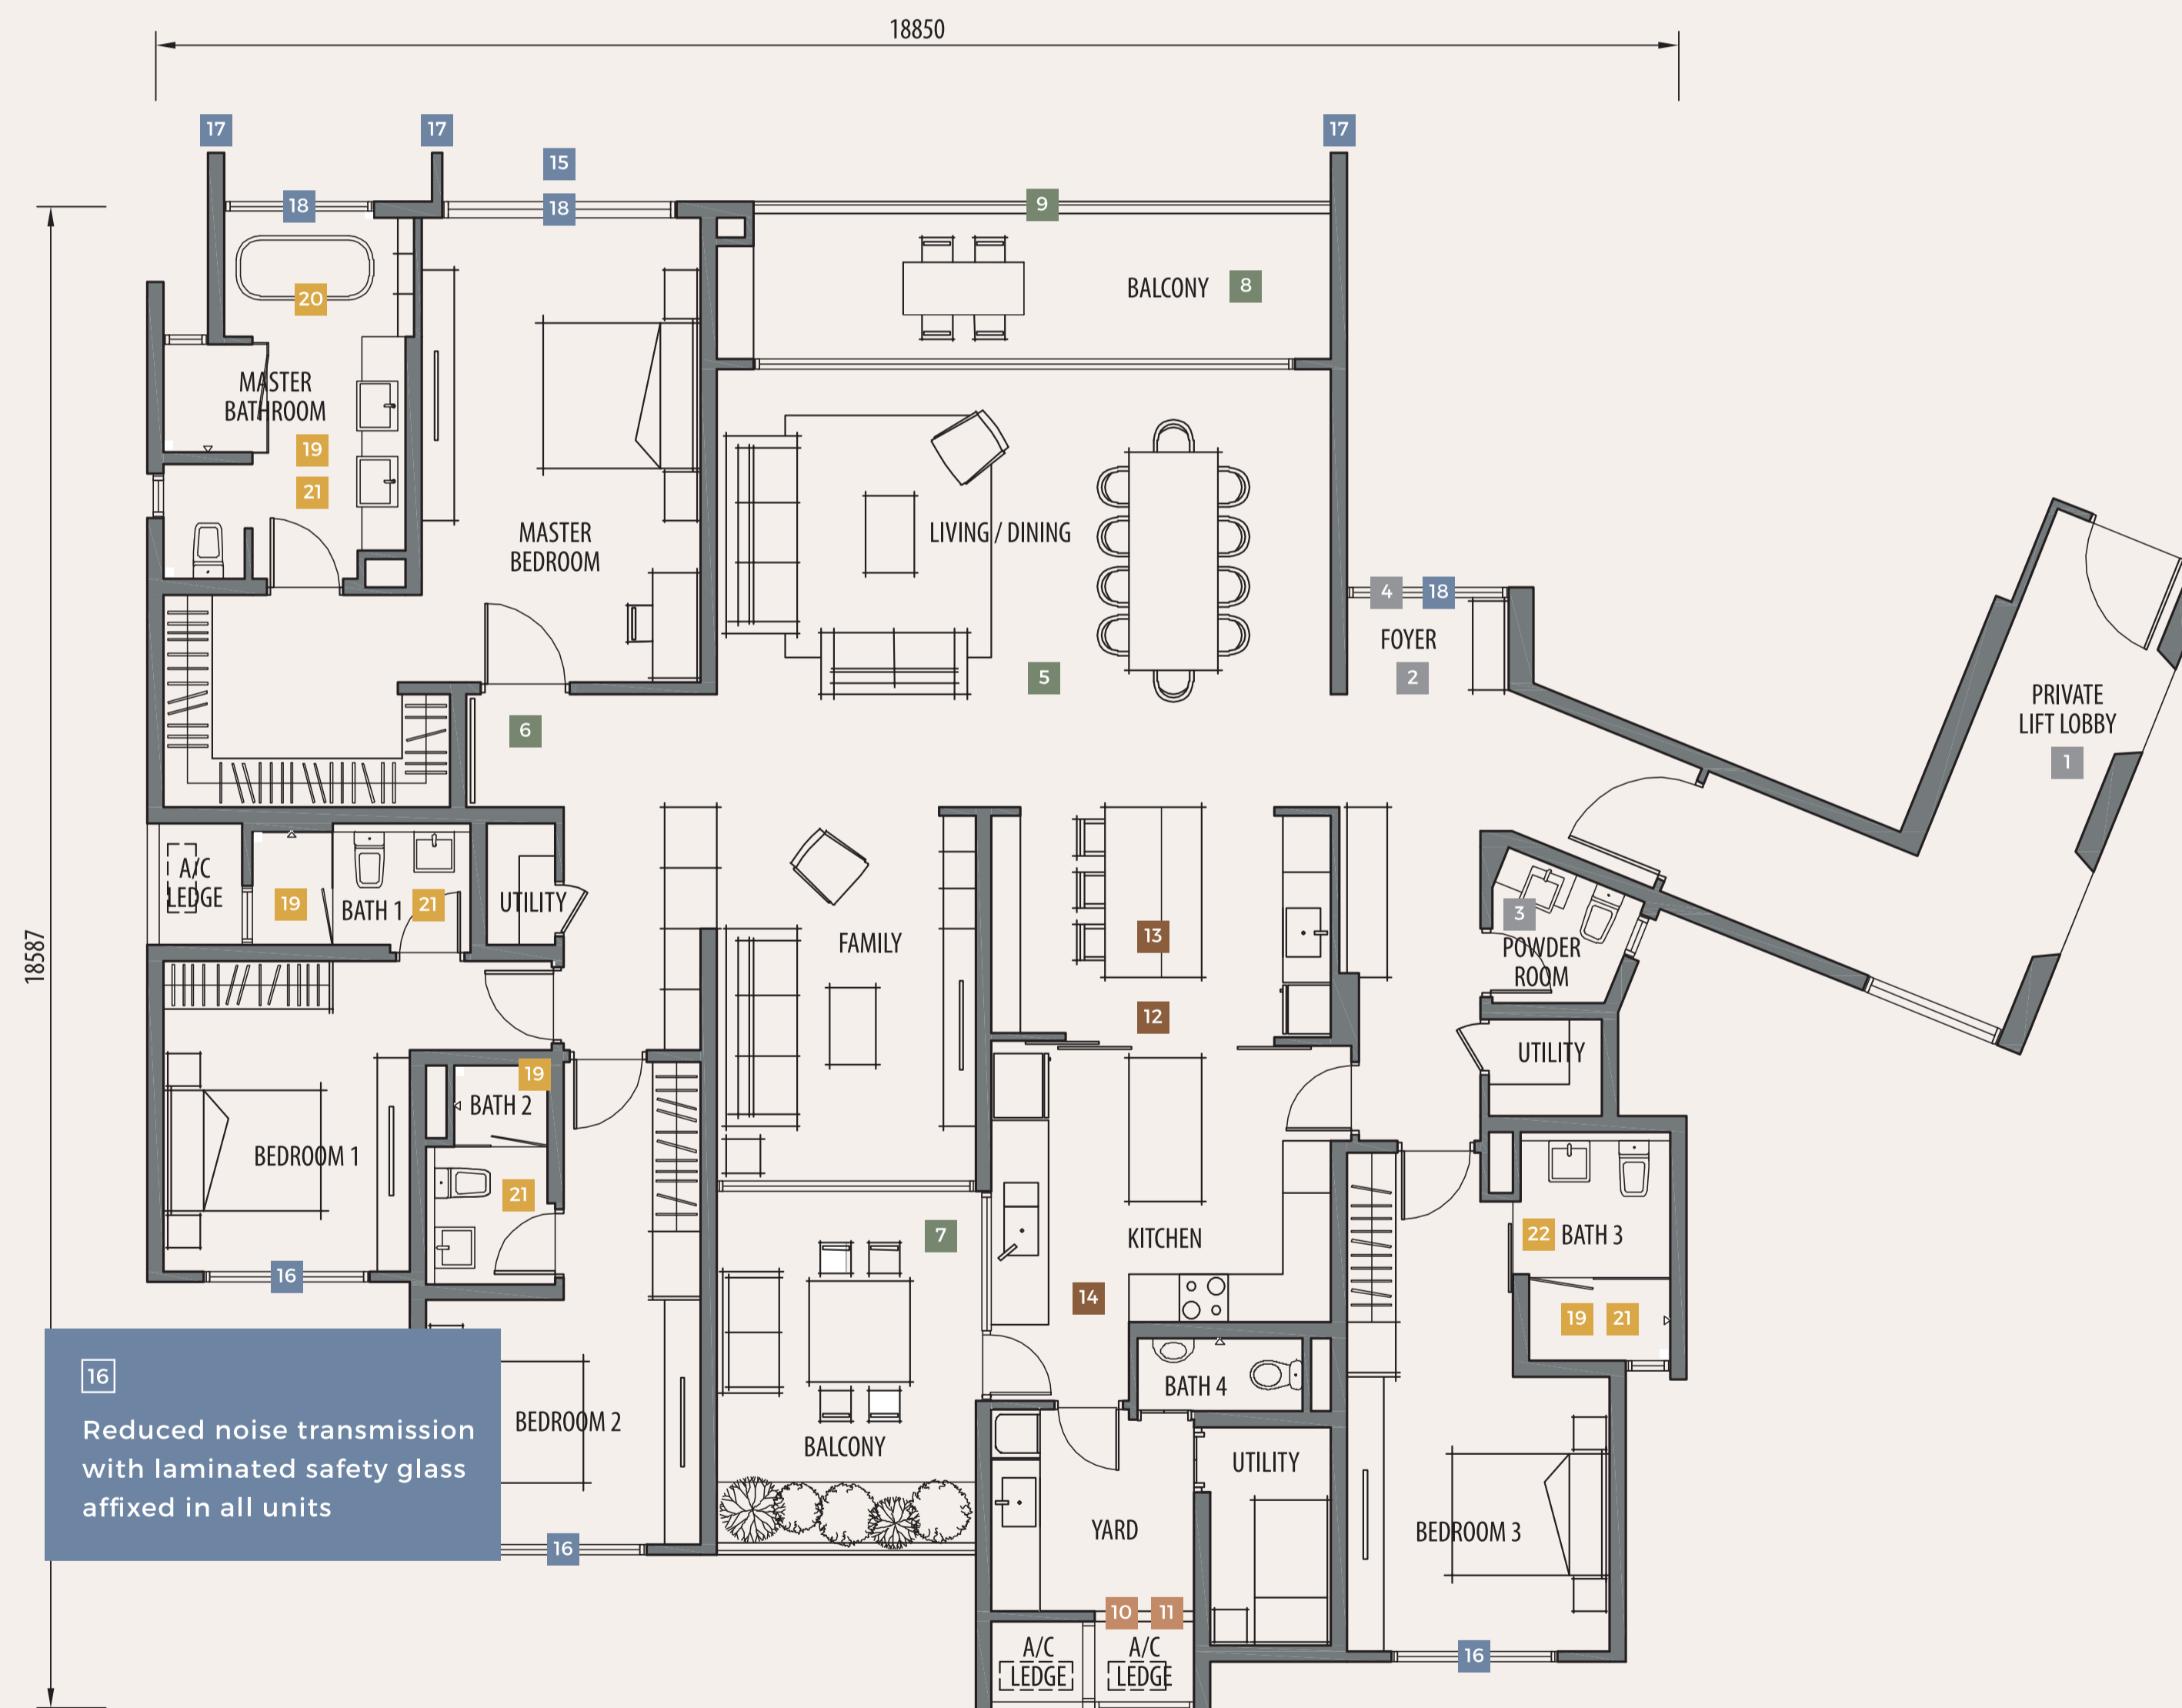 18850
17
17
17
15
18
18
9
BALCONY
8
20
MASTER
BATHROOM
19
21
MASTER
BEDROOM
LIVING / DINING
4
18
FOYER
2
5
6
PRIVATE
LIFT LOBBY
1
A/C
LEDGE
19
BATH 1
21
UTILITY
FAMILY
13
12
3
POWDER
ROOM
UTILITY
18587
19
BATH 2
BEDROOM 1
21
16
7
KITCHEN
14
22
BATH 3
19
21
BATH 4
16
Reduced noise transmission
with laminated safety glass
affixed in all units
BEDROOM 2
16
BALCONY
UTILITY
YARD
BEDROOM 3
10
11
A/C
LEDGE
A/C
LEDGE
16